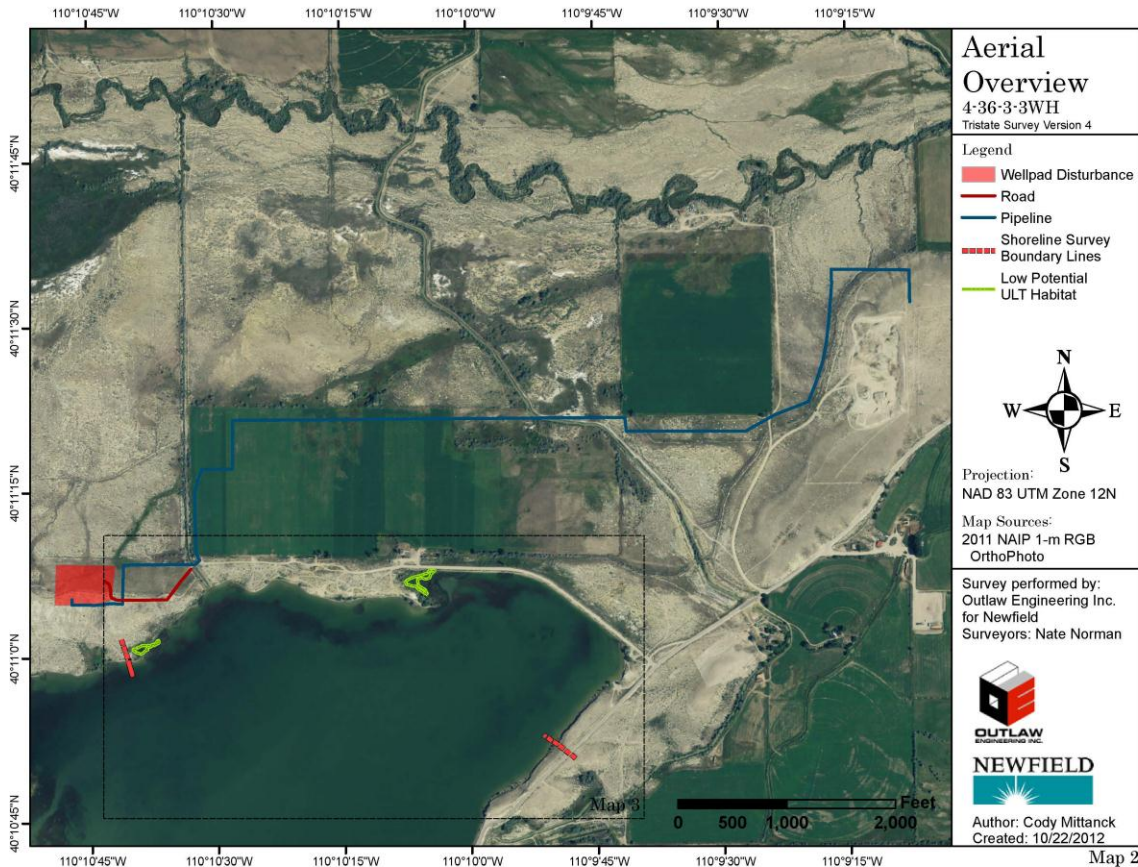 110°10'45"W 110°10'30"W 110°10'15"W 110°10'0"W 110°9'45"W 110°9'30"W 110°9'15"W
40°11'45"N
40°11'30"N
40°11'15"N
40°11'0"N
40°10'45"N
Map 3
Feet
0 500 1,000 2,000
110°10'45"W 110°10'30"W 110°10'15"W 110°10'0"W 110°9'45"W 110°9'30"W 110°9'15"W
Aerial
Overview
4-36-3-3WH
Tristate Survey Version 4
Legend
Wellpad Disturbance
Road
Pipeline
Shoreline Survey
Boundary Lines
Low Potential
ULT Habitat
N
W E
S
Projection:
NAD 83 UTM Zone 12N
Map Sources:
2011 NAIP 1-m RGB
OrthoPhoto
Survey performed by:
Outlaw Engineering Inc.
for Newfield
Surveyors: Nate Norman
OUTLAW
ENGINEERING INC.
NEWFIELD
Author: Cody Mittanck
Created: 10/22/2012
Map 2